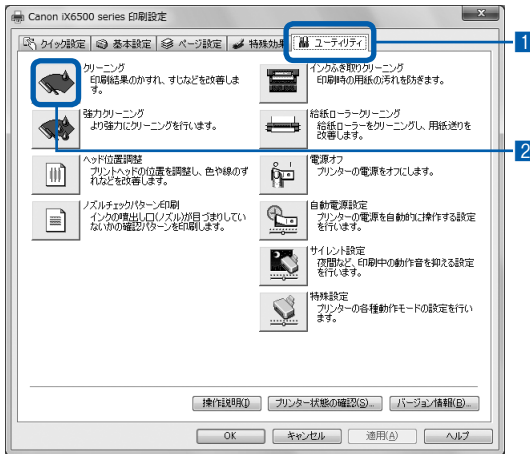 Canon iX6500 series 印刷設定
クイック設定 基本設定 ページ設定 特殊効果 ユーティリティ
1
クリーニング
印刷結果のかすれ、すじなどを改善しま
す。
2
強力クリーニング
より強力にクリーニングを行います。
ヘッド位置調整
プリントヘッドの位置を調整し、色や線のず
れなどを改善します。
ノズルチェックパターン印刷
インクの噴出し口(ノズル)が目づまりしてい
ないかの確認パターンを印刷します。
インクふき取りクリーニング
印刷時の用紙の汚れを防ぎます。
給紙ローラークリーニング
給紙ローラーをクリーニングし、用紙送りを
改善します。
電源オフ
プリンターの電源をオフにします。
自動電源設定
プリンターの電源を自動的に操作する設定
を行います。
サイレント設定
夜間など、印刷中の動作音を抑える設定
を行います。
特殊設定
プリンターの各種動作モードの設定を行い
ます。
操作説明(I) プリンター状態の確認(S)... バージョン情報(B)...
OK キャンセル 適用(A) ヘルプ